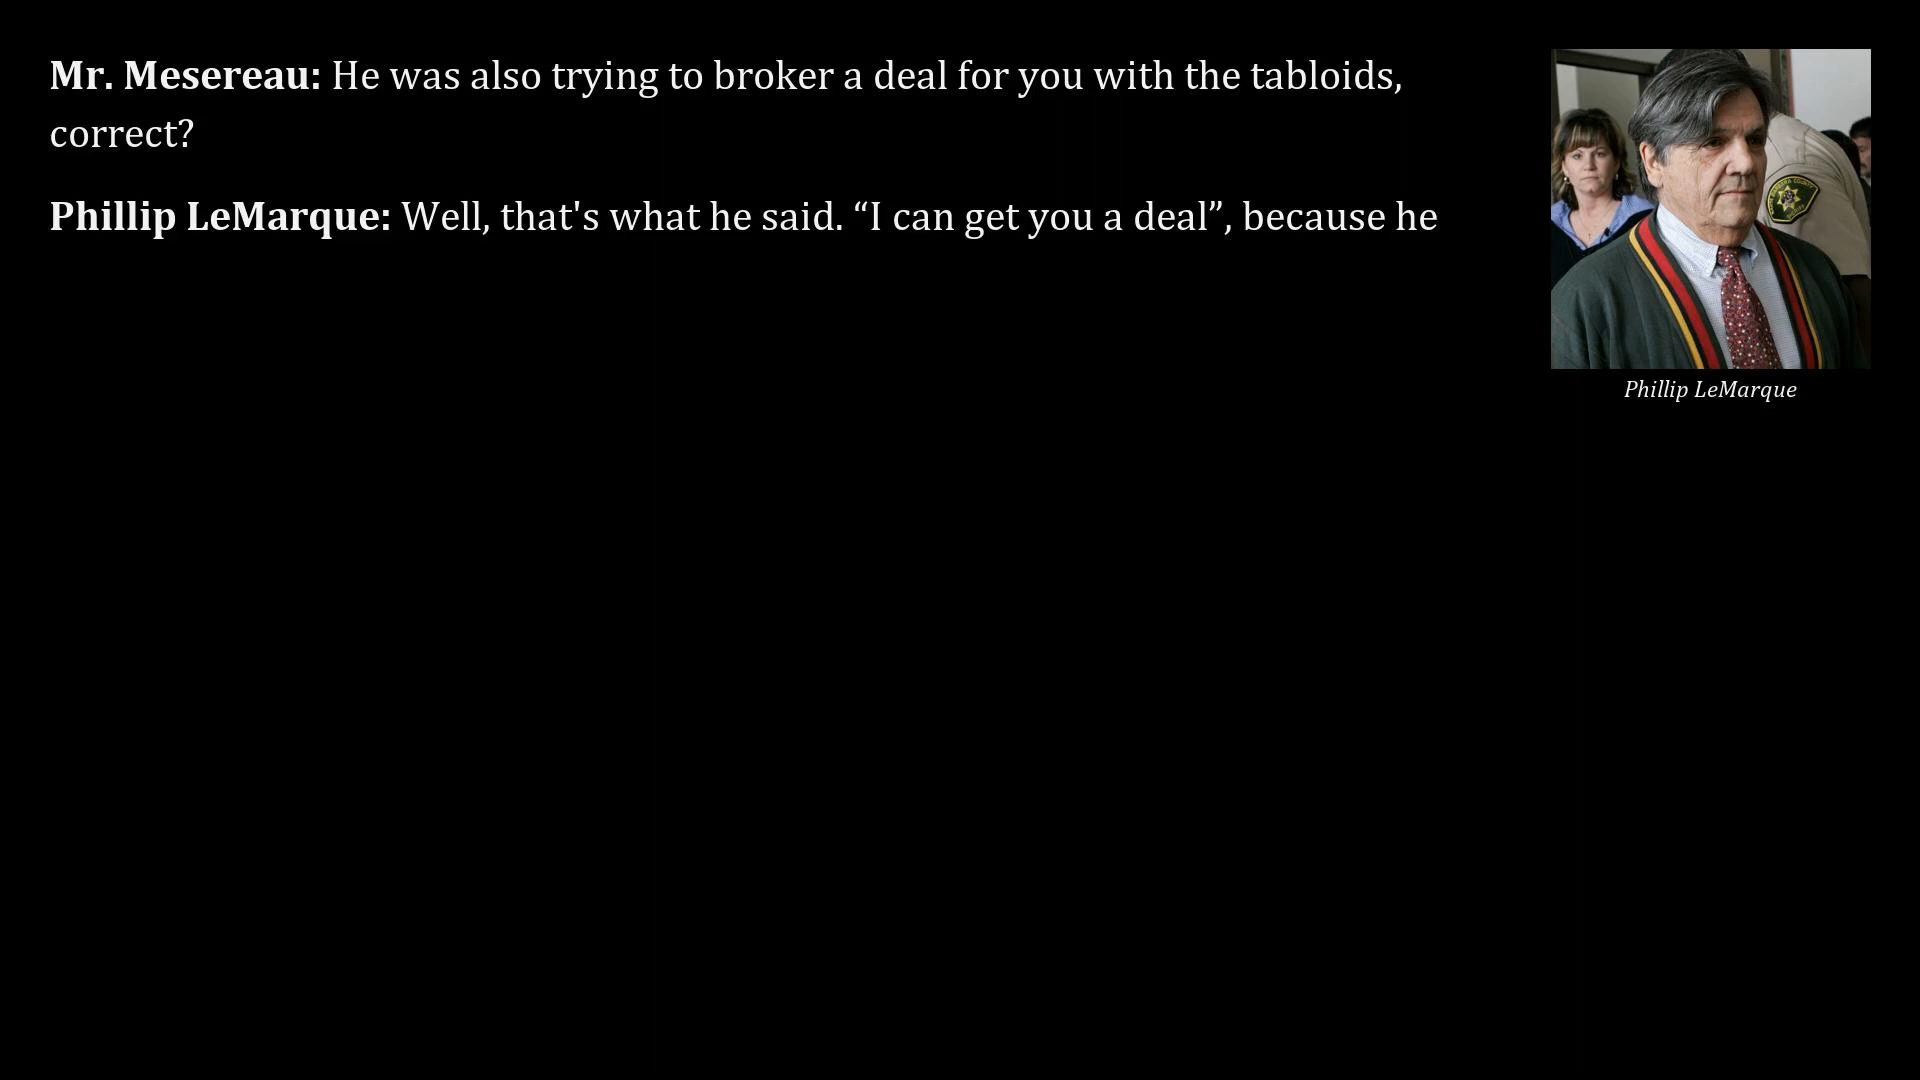 Mr. Mesereau: He was also trying to broker a deal for you with the tabloids,
correct?
Phillip LeMarque: Well, that's what he said. “I can get you a deal”, because he
Phillip LeMarque